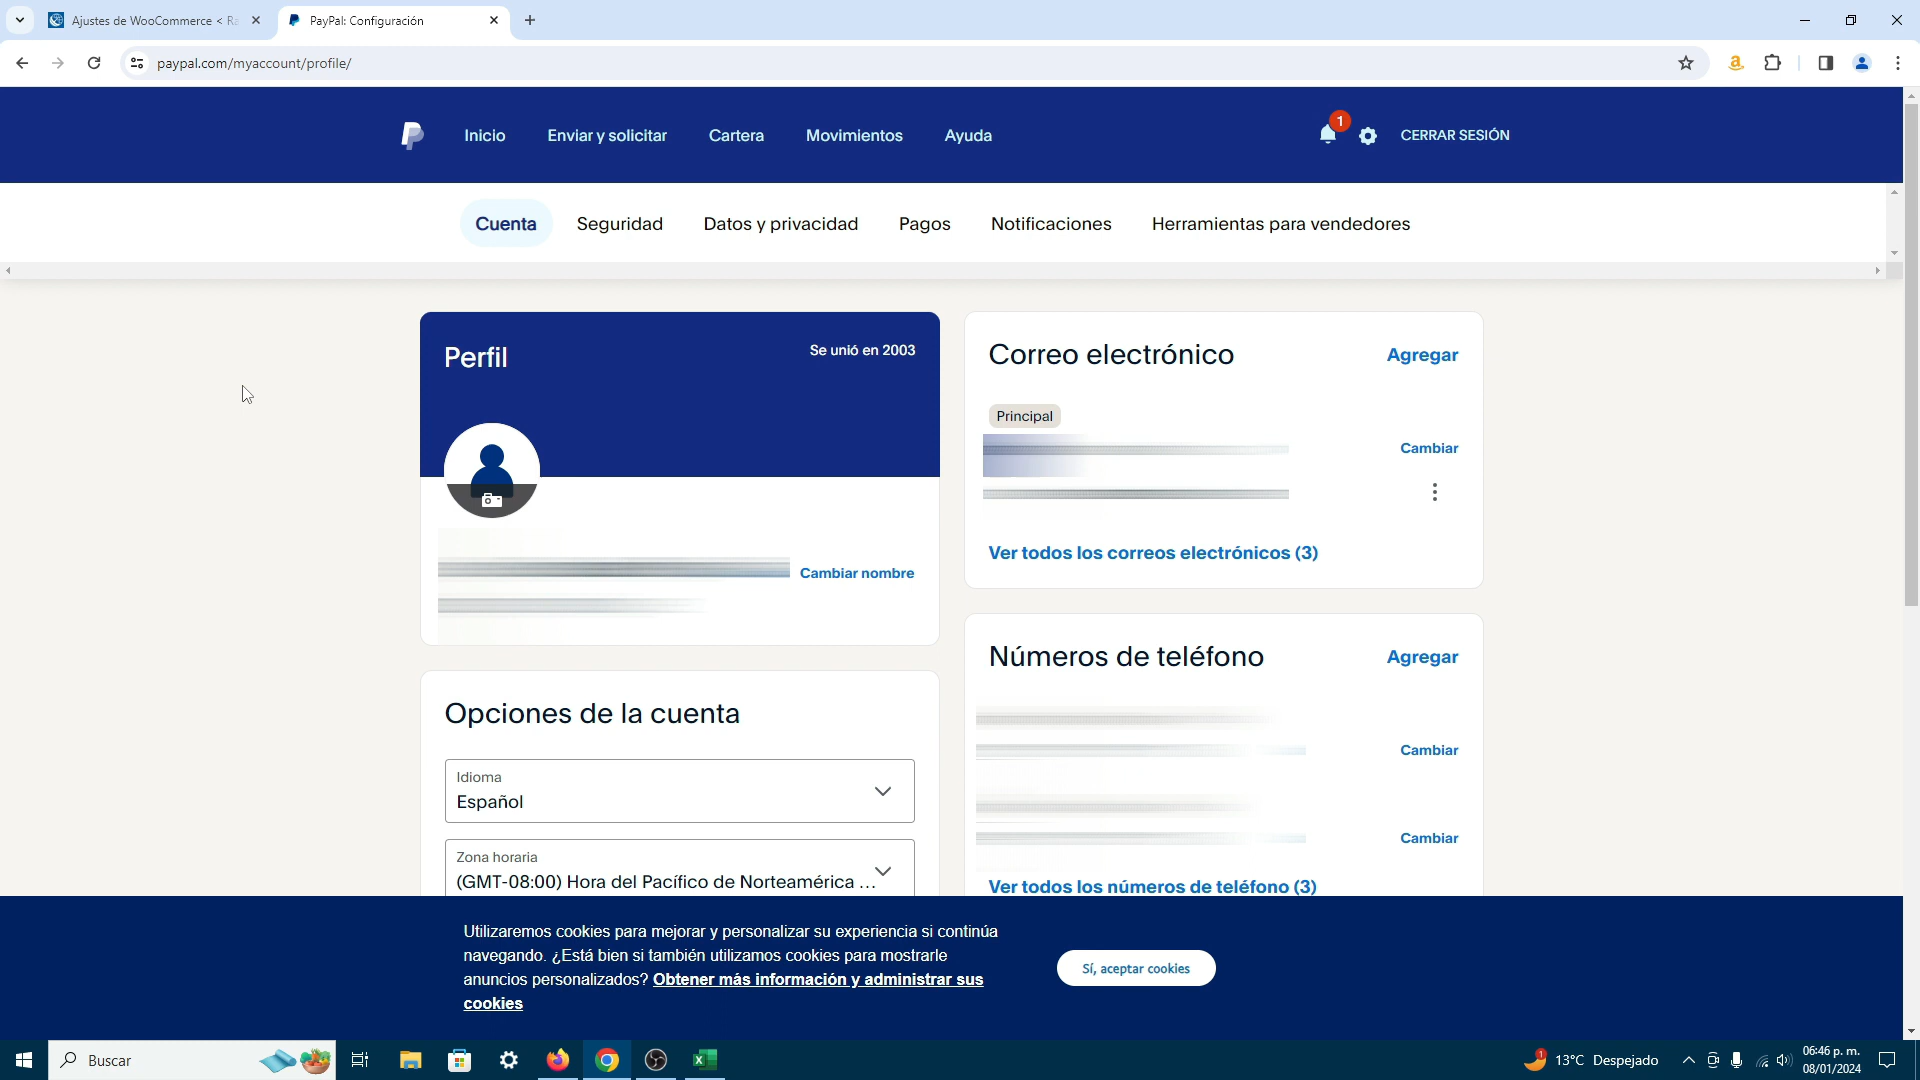 Ajustes de WooCommerce < Ra
PayPal: Configuración
paypal.com/myaccount/profile/
Inicio
Enviar y solicitar
Cartera
Movimientos
Ayuda
1
CERRAR SESIÓN
Cuenta
Seguridad
Datos y privacidad
Pagos
Notificaciones
Herramientas para vendedores
Perfil
Se unió en 2003
Cambiar nombre
Opciones de la cuenta
Idioma
Español
Zona horaria
(GMT-08:00) Hora del Pacífico de Norteamérica ...
Correo electrónico
Agregar
Principal
Cambiar
Ver todos los correos electrónicos (3)
Números de teléfono
Agregar
Cambiar
Cambiar
Ver todos los números de teléfono (3)
Utilizaremos cookies para mejorar y personalizar su experiencia si continúa
navegando. ¿Está bien si también utilizamos cookies para mostrarle
anuncios personalizados? Obtener más información y administrar sus
cookies
Sí, aceptar cookies
Buscar
1
13°C Despejado
06:46 p. m.
08/01/2024